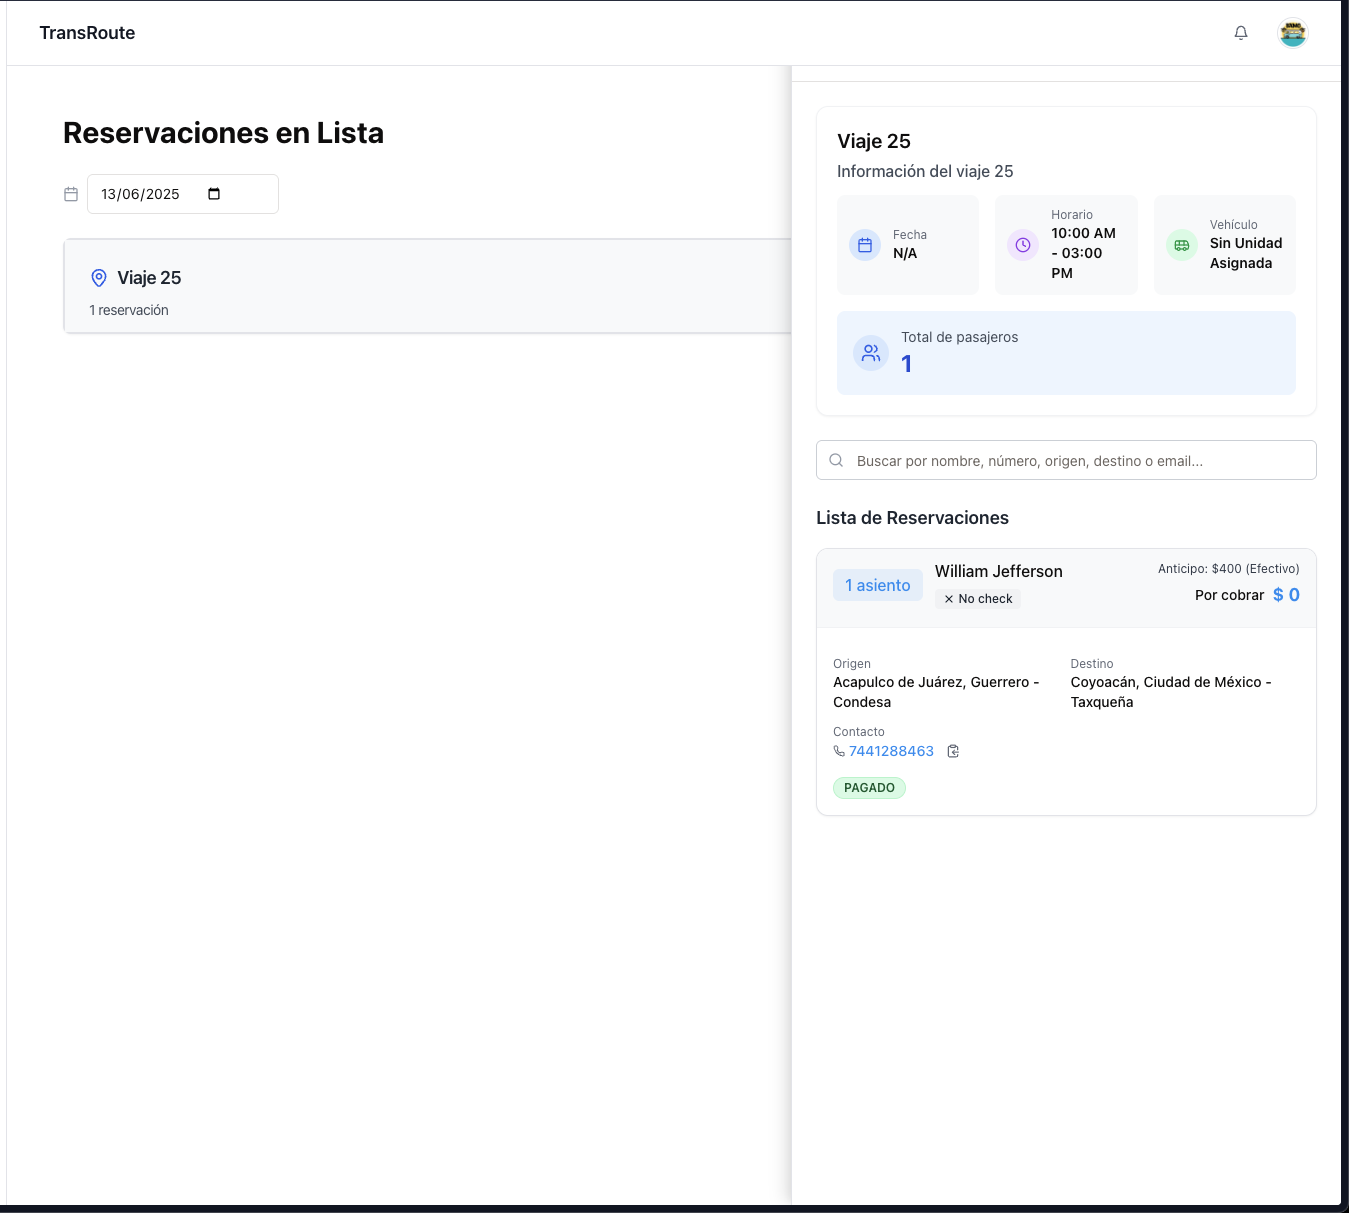 TransRoute
Reservaciones en Lista
13/06/2025
Viaje 25
1 reservación
Viaje 25
Información del viaje 25
Fecha
N/A
Horario
10:00 AM
- 03:00
PM
Vehículo
Sin Unidad
Asignada
Total de pasajeros
1
Buscar por nombre, número, origen, destino o email...
Lista de Reservaciones
1 asiento
William Jefferson
No check
Anticipo: $400 (Efectivo)
Por cobrar $ 0
Origen
Acapulco de Juárez, Guerrero -
Condesa
Destino
Coyoacán, Ciudad de México -
Taxqueña
Contacto
7441288463
PAGADO